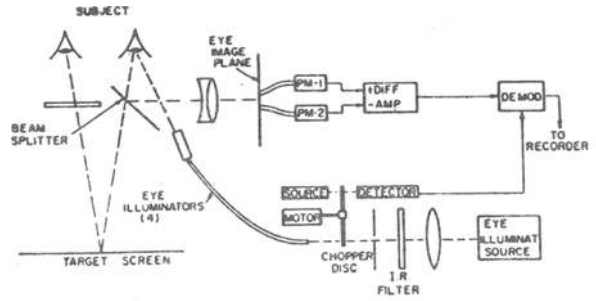 SUBJECT
EYE
IMAGE
PLANE
PM-1
PM-2
+DIFF
-AMP
DEMOD
TO
RECORDER
BEAM
SPLITTER
EYE
ILLUMINATORS
(4)
SOURCE
DETECTOR
MOTOR
CHOPPER
DISC
I.R
FILTER
EYE
ILLUMINAT
SOURCE
TARGET SCREEN